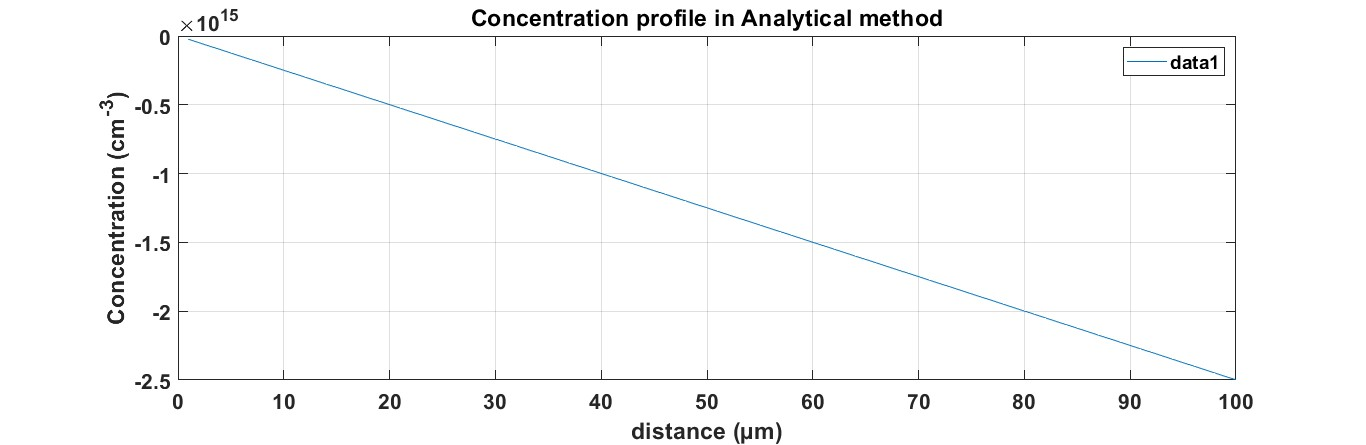 Concentration profile in Analytical method
×10^15
data1
Concentration (cm^-3)
0
-0.5
-1
-1.5
-2
-2.5
0 10 20 30 40 50 60 70 80 90 100
distance (μm)